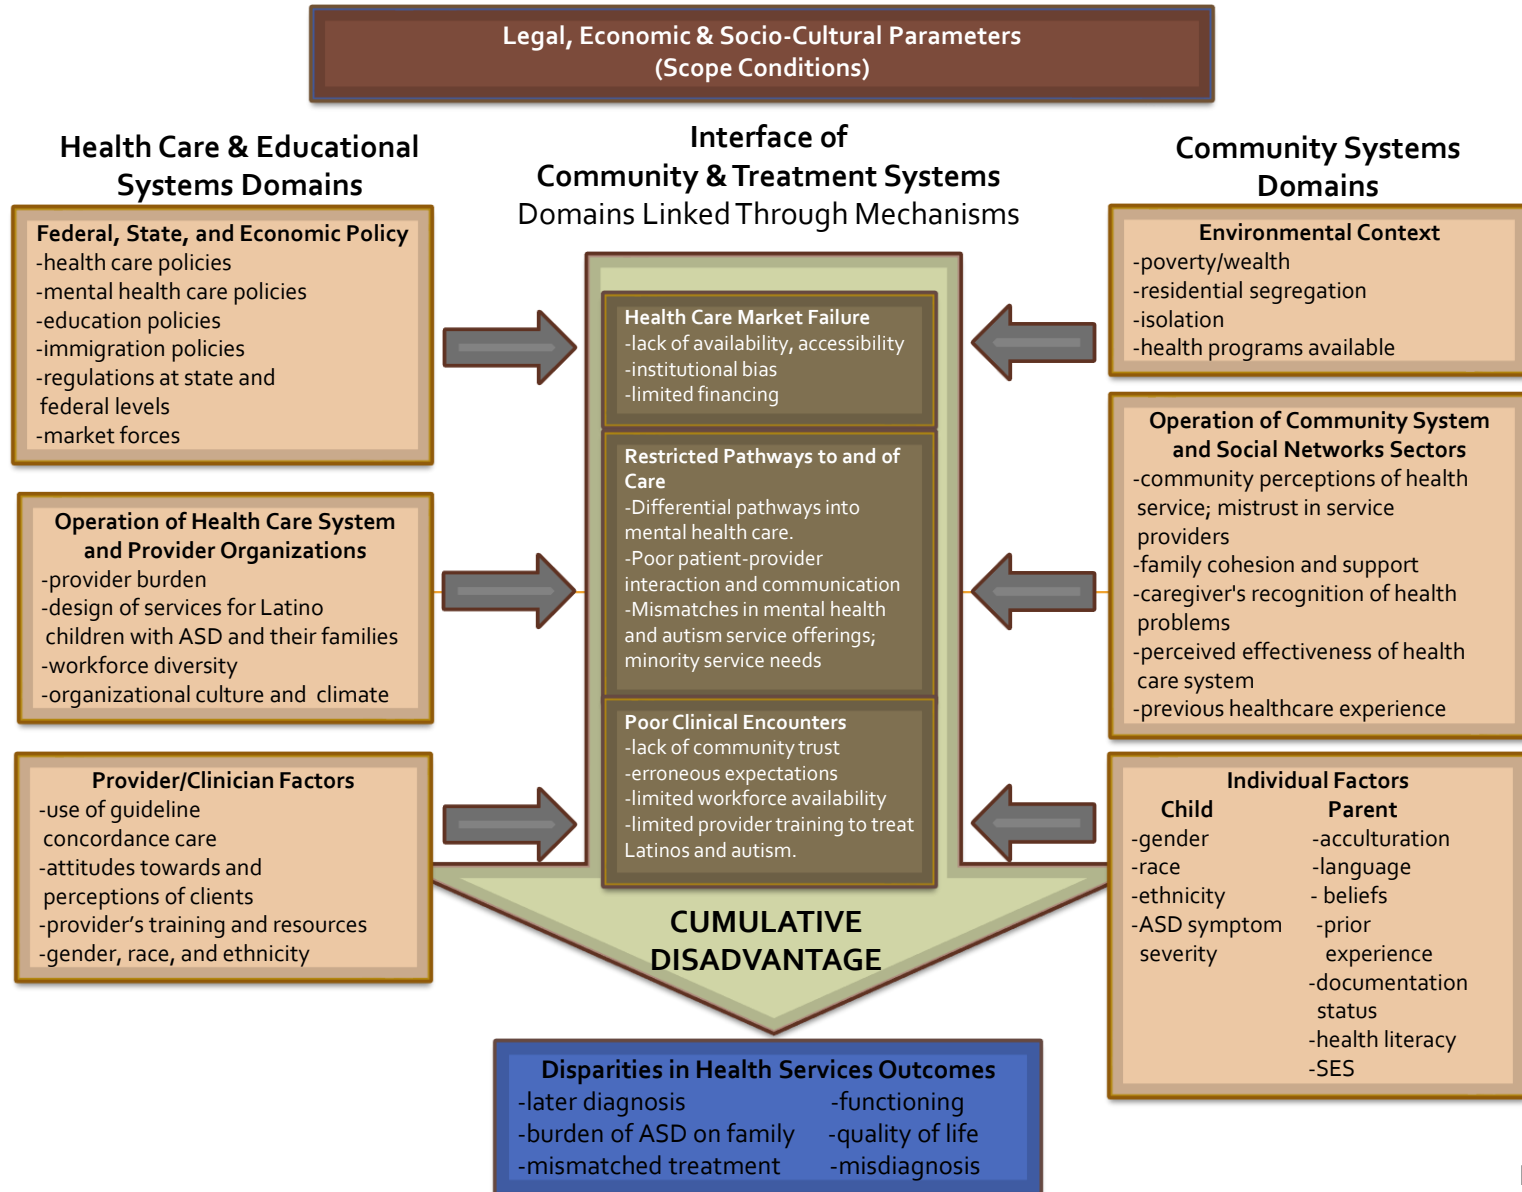 Legal, Economic & Socio-Cultural Parameters
(Scope Conditions)
Health Care & Educational
Systems Domains
Federal, State, and Economic Policy
-health care policies
-mental health care policies
-education policies
-immigration policies
-regulations at state and
federal levels
-market forces
Operation of Health Care System
and Provider Organizations
-provider burden
-design of services for Latino
children with ASD and their families
-workforce diversity
-organizational culture and climate
Provider/Clinician Factors
-use of guideline
concordance care
-attitudes towards and
perceptions of clients
-provider’s training and resources
-gender, race, and ethnicity
Interface of
Community & Treatment Systems
Domains Linked Through Mechanisms
Health Care Market Failure
-lack of availability, accessibility
-institutional bias
-limited financing
Restricted Pathways to and of
Care
-Differential pathways into
mental health care.
-Poor patient-provider
interaction and communication
-Mismatches in mental health
and autism service offerings;
minority service needs
Poor Clinical Encounters
-lack of community trust
-erroneous expectations
-limited workforce availability
-limited provider training to treat
Latinos and autism.
CUMULATIVE
DISADVANTAGE
Community Systems
Domains
Environmental Context
-poverty/wealth
-residential segregation
-isolation
-health programs available
Operation of Community System
and Social Networks Sectors
-community perceptions of health
service; mistrust in service
providers
-family cohesion and support
-caregiver's recognition of health
problems
-perceived effectiveness of health
care system
-previous healthcare experience
Individual Factors
Child
-gender
-race
-ethnicity
-ASD symptom
severity
Parent
-acculturation
-language
- beliefs
-prior
experience
-documentation
status
-health literacy
-SES
Disparities in Health Services Outcomes
-later diagnosis
-burden of ASD on family
-mismatched treatment
-functioning
-quality of life
-misdiagnosis